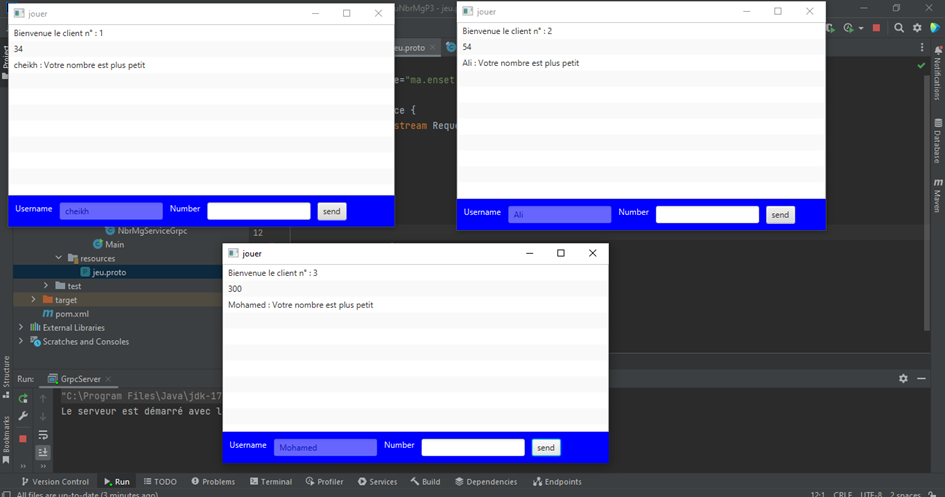 jouer
Bienvenue le client n° : 1
34
cheikh : Votre nombre est plus petit
Username cheikh Number send
jouer
Bienvenue le client n° : 2
54
Ali : Votre nombre est plus petit
Username Ali Number send
NbrMgP3 - jeu.
jeu.proto
="ma.enset
ce {
stream Reque
Project
Notifications
Database
Maven
NbrMgServiceGrpc
12
Main
resources
jeu.proto
test
target
pom.xml
External Libraries
Scratches and Consoles
jouer
Bienvenue le client n° : 3
300
Mohamed : Votre nombre est plus petit
Username Mohamed Number send
Structure
Bookmarks
Run: GrpcServer
"C:\Program Files\Java\jdk-17
Le serveur est démarré avec l
Version Control Run TODO Problems Terminal Profiler Services Build Dependencies Endpoints
All files are up-to-date (3 minutes ago) 12:1 CRLF UTF-8 2 spaces